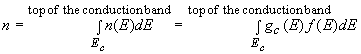 top of the conduction band top of the conduction band
n = ∫ n(E)dE = ∫ g_c(E) f(E)dE
E_c E_c